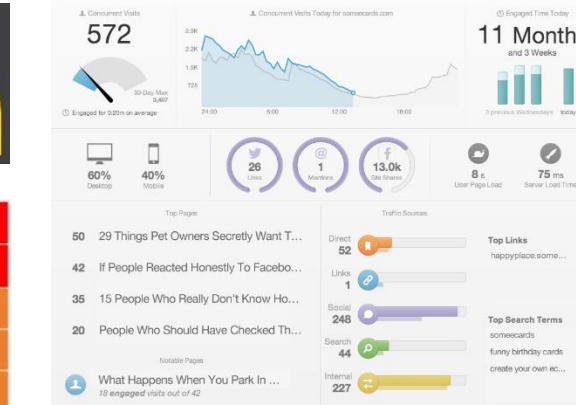 Concurrent Visits
572
30-Day Max
Engaged for 0:20m on average
Concurrent Visits Today for someecards.com
2.2K
1.5K
24:00
6:00
12:00
18:00
Engaged Time Today
11 Month
and 3 Weeks
3 previous Wednesdays
today
60%
Desktop
40%
Mobile
26
Links
1
Mentions
13.0k
Site Shares
8 s
User Page Load
75 ms
Server Load Time
Top Pages
50 29 Things Pet Owners Secretly Want T...
42 If People Reacted Honestly To Facebo...
35 15 People Who Really Don't Know Ho...
20 People Who Should Have Checked Th...
Notable Pages
What Happens When You Park In ...
18 engaged visits out of 42
Traffic Sources
Direct
52
Links
1
Social
248
Search
44
Internal
227
Top Links
happyplace.some...
Top Search Terms
someecards
funny birthday cards
create your own ec...